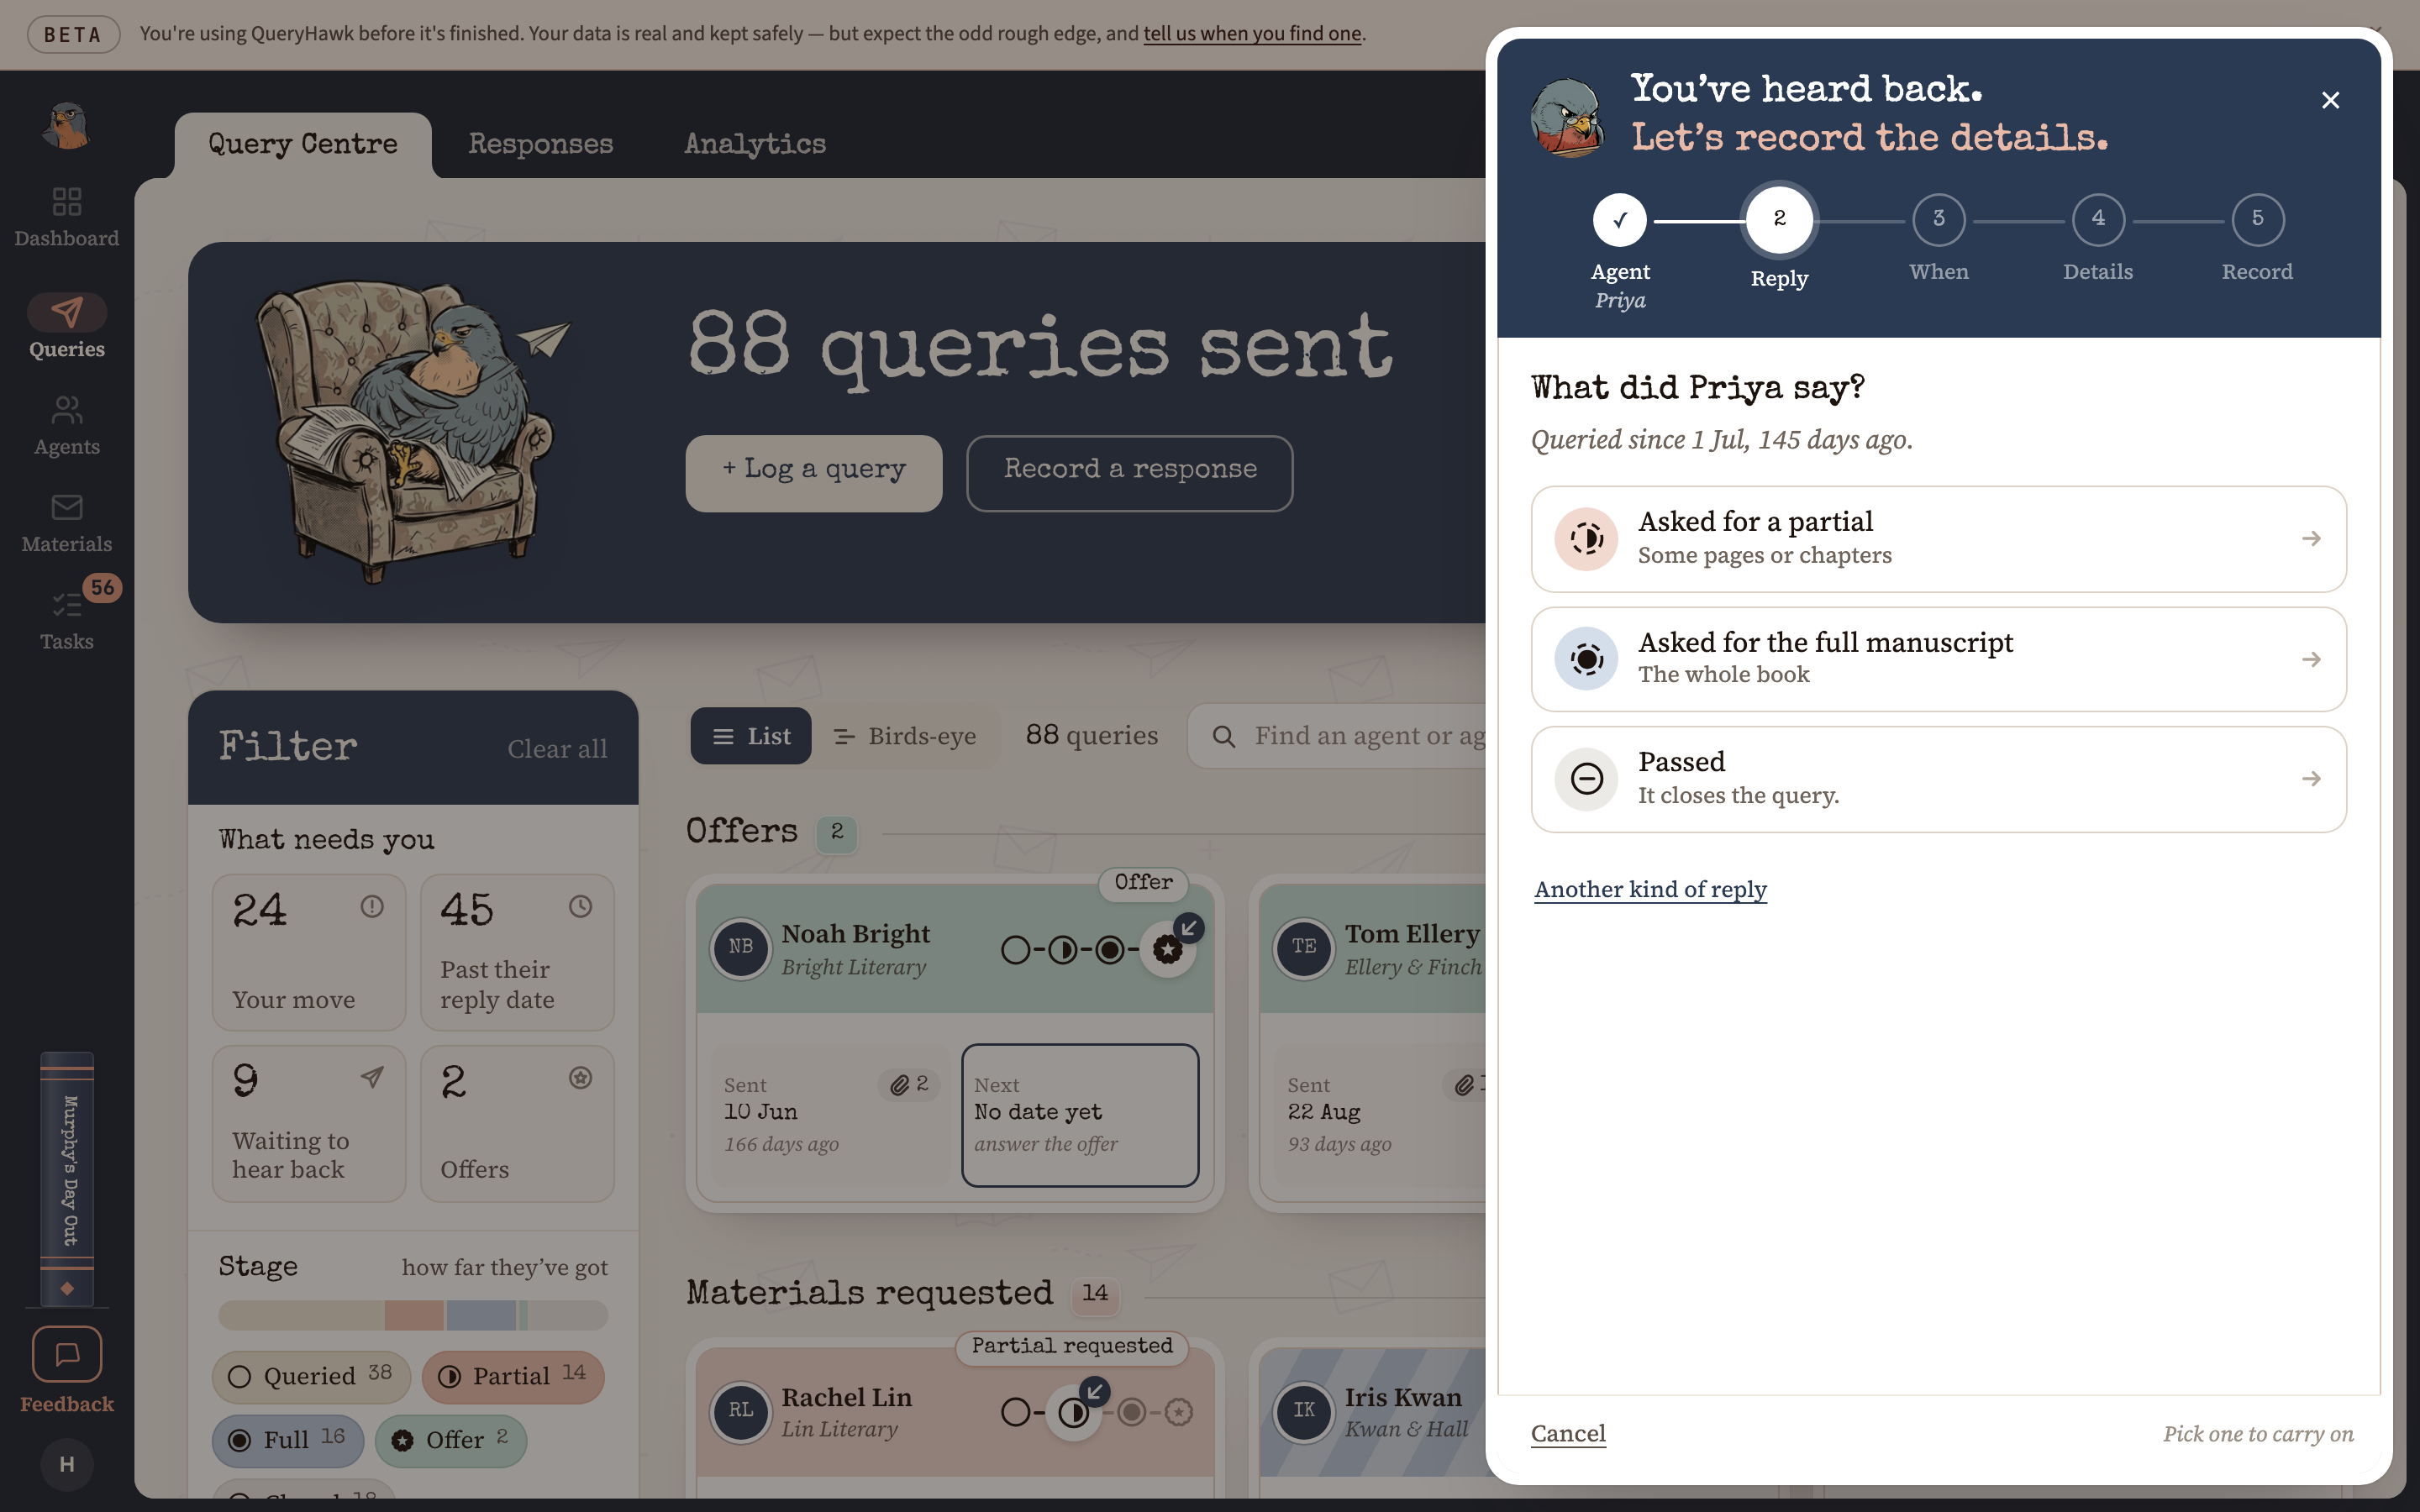 BETA
You're using QueryHawk before it's finished. Your data is real and kept safely — but expect the odd rough edge, and tell us when you find one.
Dashboard
Queries
Agents
Materials
56
Tasks
Murphy's Day Out
Feedback
H
Query Centre
Responses
Analytics
88 queries sent
+ Log a query
Record a response
Filter
Clear all
What needs you
24
Your move
45
Past their
reply date
9
Waiting to
hear back
2
Offers
Stage
how far they've got
Queried 38
Partial 14
Full 16
Offer 2
List
Birds-eye
88 queries
Find an agent or ag
Offers 2
Offer
NB
Noah Bright
Bright Literary
Sent
10 Jun
166 days ago
2
Next
No date yet
answer the offer
TE
Tom Ellery
Ellery & Finch
Sent
22 Aug
93 days ago
Materials requested 14
Partial requested
RL
Rachel Lin
Lin Literary
IK
Iris Kwan
Kwan & Hall
You've heard back.
Let's record the details.
✓
2
3
4
5
Agent
Priya
Reply
When
Details
Record
What did Priya say?
Queried since 1 Jul, 145 days ago.
Asked for a partial
Some pages or chapters
Asked for the full manuscript
The whole book
Passed
It closes the query.
Another kind of reply
Cancel
Pick one to carry on